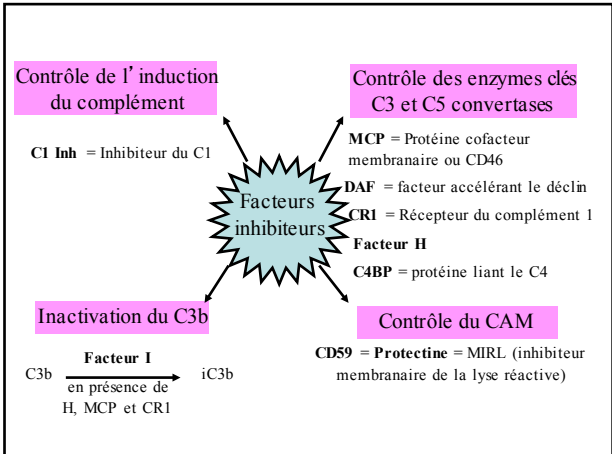 Contrôle de l'induction
du complément
C1 Inh = Inhibiteur du C1
Contrôle des enzymes clés
C3 et C5 convertases
MCP = Protéine cofacteur
membranaire ou CD46
DAF = facteur accélérant le déclin
CR1 = Récepteur du complément 1
Facteur H
C4BP = protéine liant le C4
Facteurs
inhibiteurs
Inactivation du C3b
Facteur I
C3b iC3b
en présence de
H, MCP et CR1
Contrôle du CAM
CD59 = Protectine = MIRL (inhibiteur
membranaire de la lyse réactive)